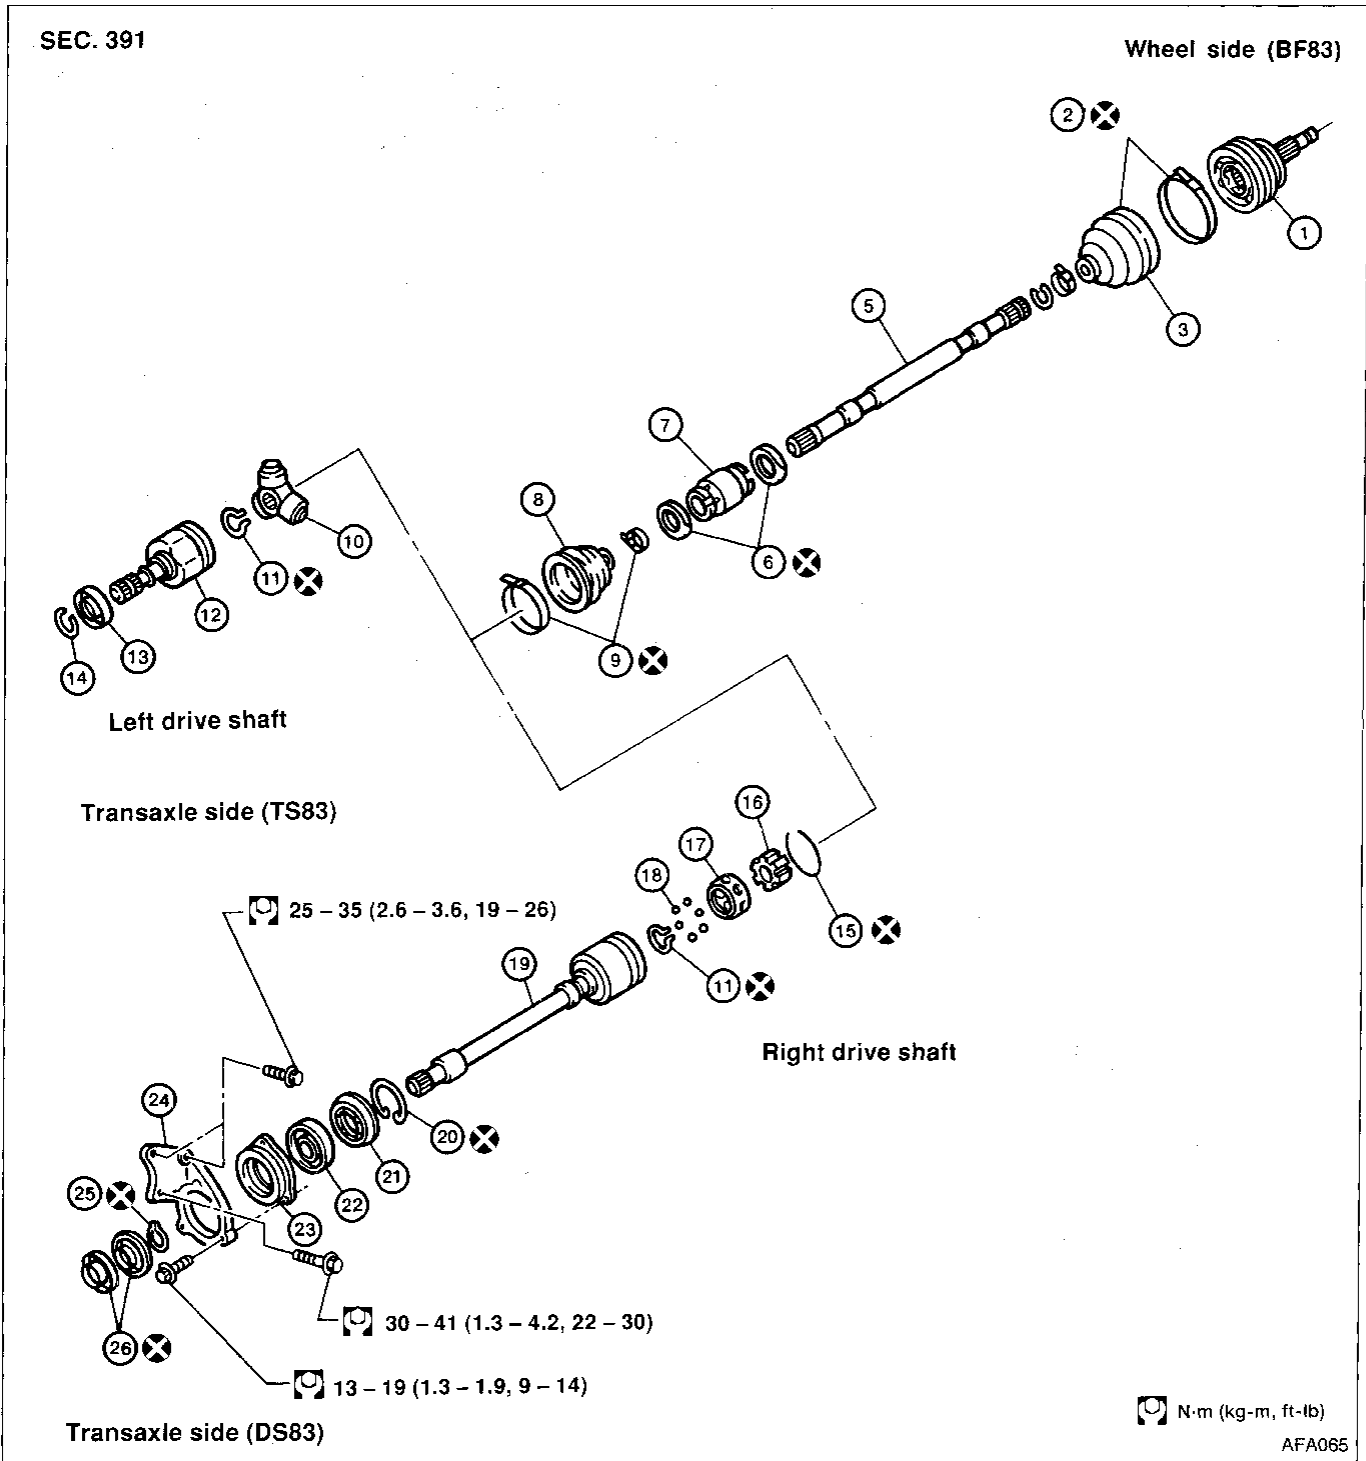 SEC. 391
Wheel side (BF83)
2
1
3
5
7
8
6
9
10
11
12
13
14
Left drive shaft
Transaxle side (TS83)
16
17
18
15
11
25 – 35 (2.6 – 3.6, 19 – 26)
19
Right drive shaft
24
20
21
22
23
25
26
30 – 41 (1.3 – 4.2, 22 – 30)
13 – 19 (1.3 – 1.9, 9 – 14)
Transaxle side (DS83)
N·m (kg-m, ft-lb)
AFA065